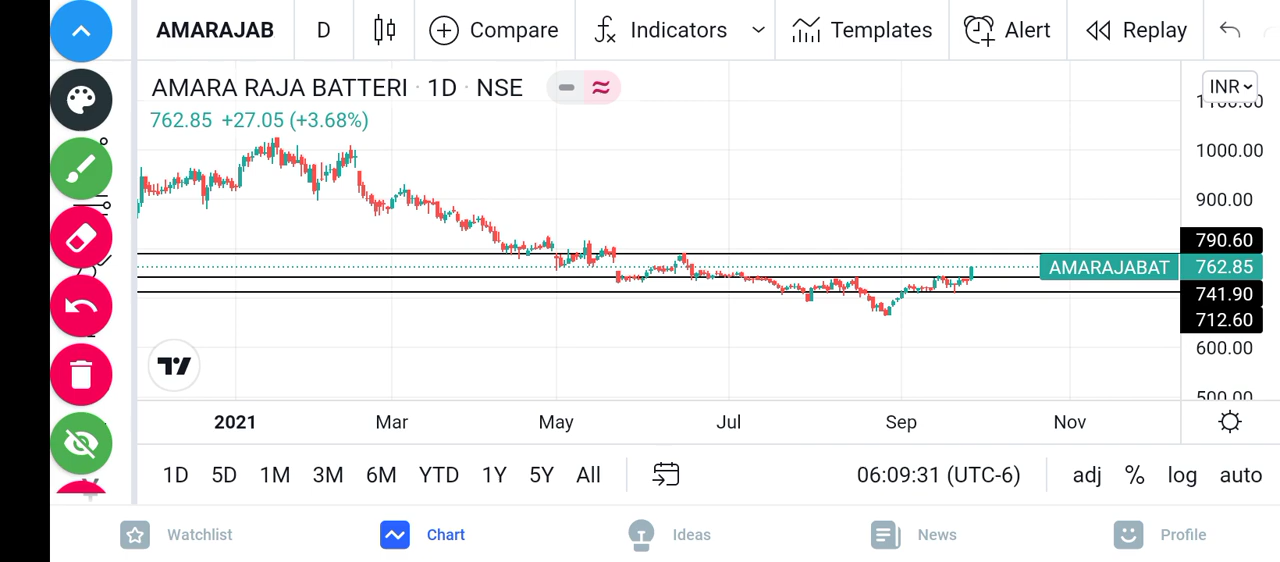 AMARAJAB D Compare Indicators Templates Alert Replay
AMARA RAJA BATTERI · 1D · NSE
INR
762.85 +27.05 (+3.68%)
1000.00
900.00
790.60
AMARAJABAT 762.85
741.90
712.60
600.00
500.00
2021 Mar May Jul Sep Nov
1D 5D 1M 3M 6M YTD 1Y 5Y All 06:09:31 (UTC-6) adj % log auto
Watchlist Chart Ideas News Profile